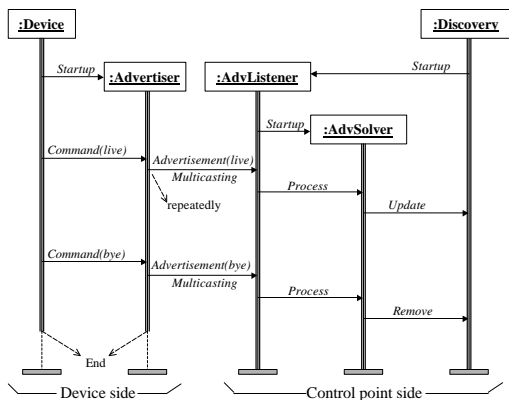 :Device
:Discovery
Startup
:Advertiser
:AdvListener
Startup
Startup
:AdvSolver
Command(live)
Advertisement(live)
Multicasting
Process
repeatedly
Update
Command(bye)
Advertisement(bye)
Multicasting
Process
Remove
End
Device side
Control point side